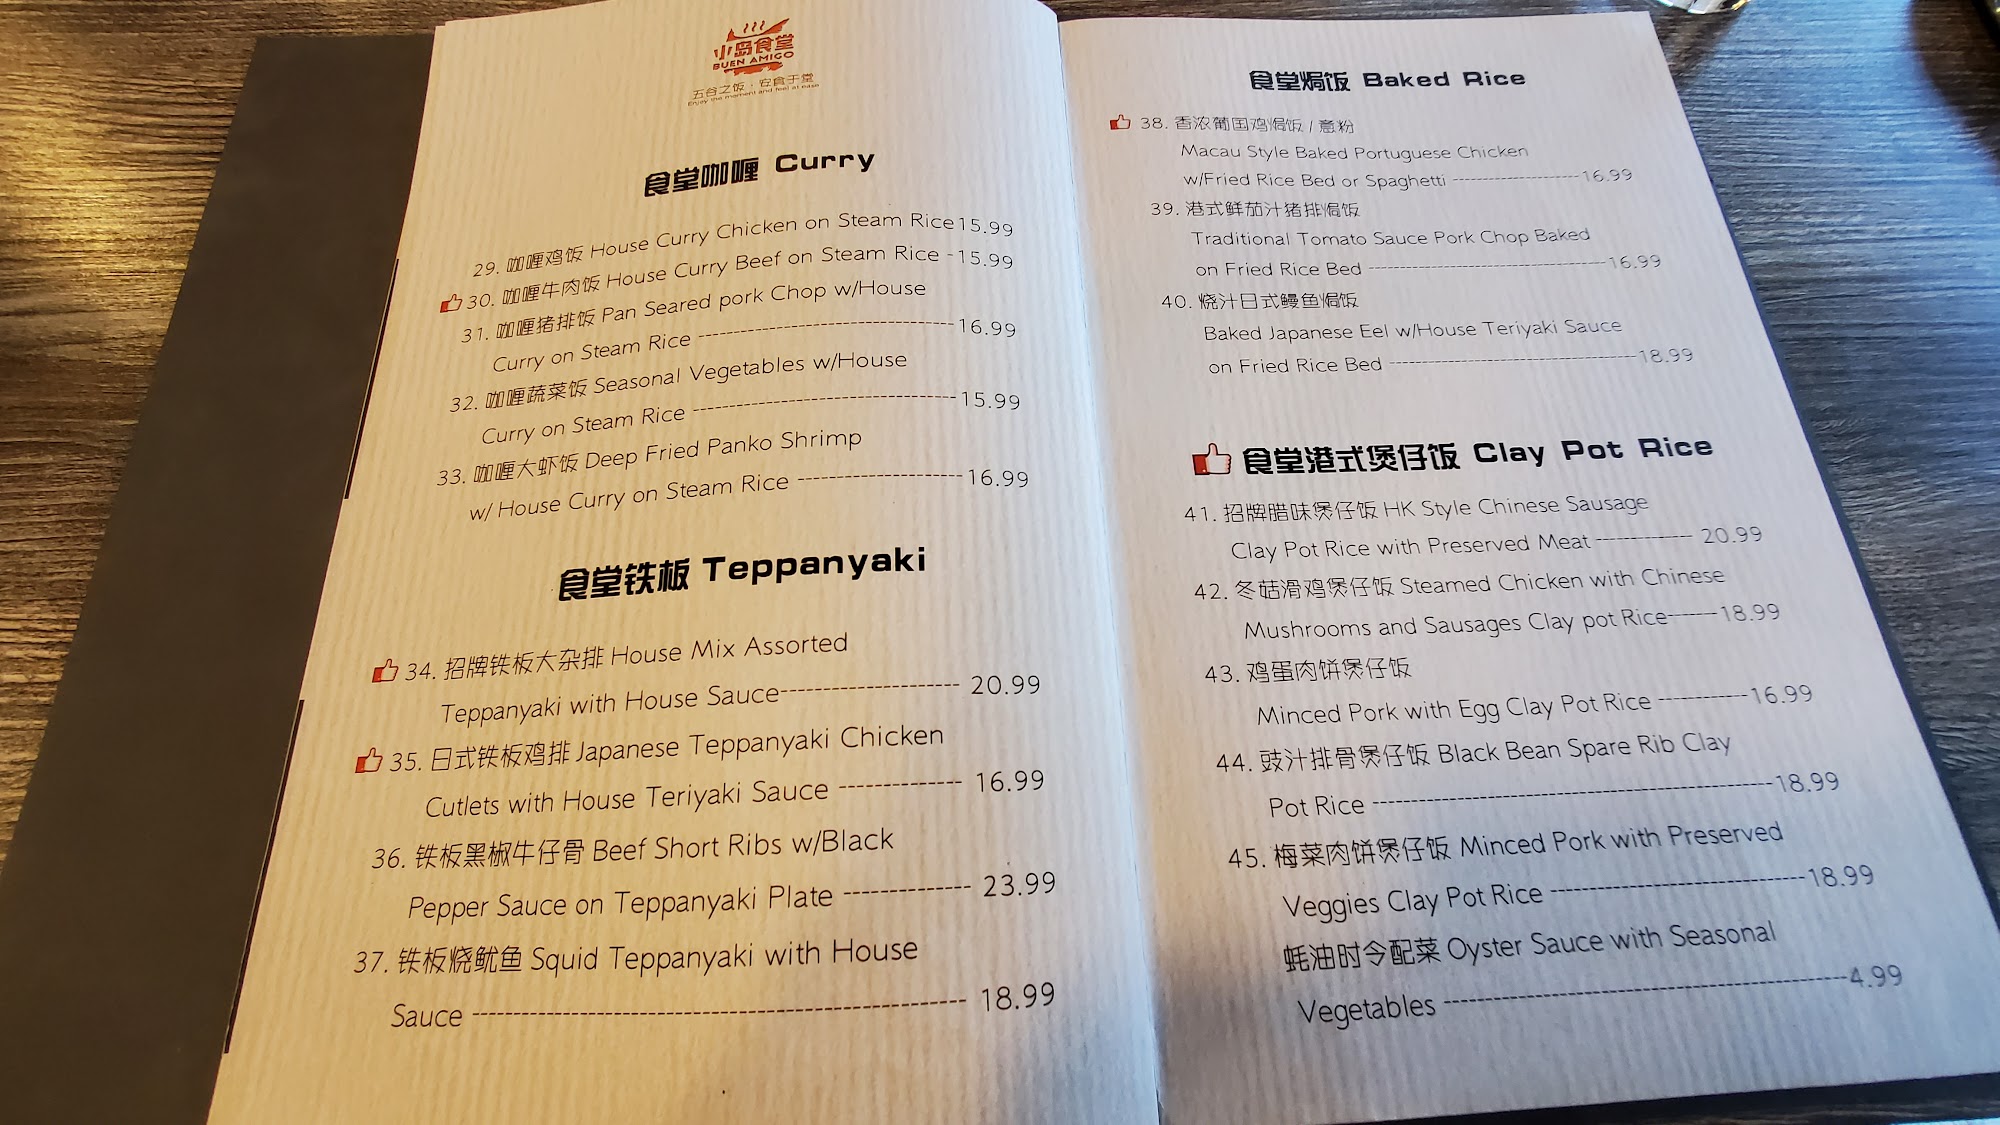 小岛食堂
BUEN AMIGO
五谷之饭·安食于堂
Enjoy the moment and feel at ease
食堂咖喱 Curry
29. 咖喱鸡饭 House Curry Chicken on Steam Rice 15.99
30. 咖喱牛肉饭 House Curry Beef on Steam Rice -15.99
31. 咖喱猪排饭 Pan Seared pork Chop w/House
Curry on Steam Rice ---------------------------------16.99
32. 咖喱蔬菜饭 Seasonal Vegetables w/House
Curry on Steam Rice ---------------------------------15.99
33. 咖喱大虾饭 Deep Fried Panko Shrimp
w/ House Curry on Steam Rice ---------------------16.99
食堂铁板 Teppanyaki
34. 招牌铁板大杂排 House Mix Assorted
Teppanyaki with House Sauce--------------------- 20.99
35. 日式铁板鸡排 Japanese Teppanyaki Chicken
Cutlets with House Teriyaki Sauce -------------- 16.99
36. 铁板黑椒牛仔骨 Beef Short Ribs w/Black
Pepper Sauce on Teppanyaki Plate -------------- 23.99
37. 铁板烧鱿鱼 Squid Teppanyaki with House
Sauce ------------------------------------------------------- 18.99
食堂焗饭 Baked Rice
38. 香浓葡国鸡焗饭 / 意粉
Macau Style Baked Portuguese Chicken
w/Fried Rice Bed or Spaghetti ---------------------16.99
39. 港式鲜茄汁猪排焗饭
Traditional Tomato Sauce Pork Chop Baked
on Fried Rice Bed ---------------------------------------16.99
40. 烧汁日式鳗鱼焗饭
Baked Japanese Eel w/House Teriyaki Sauce
on Fried Rice Bed ---------------------------------------18.99
食堂港式煲仔饭 Clay Pot Rice
41. 招牌腊味煲仔饭 HK Style Chinese Sausage
Clay Pot Rice with Preserved Meat ------------- 20.99
42. 冬菇滑鸡煲仔饭 Steamed Chicken with Chinese
Mushrooms and Sausages Clay pot Rice-------18.99
43. 鸡蛋肉饼煲仔饭
Minced Pork with Egg Clay Pot Rice ------------16.99
44. 豉汁排骨煲仔饭 Black Bean Spare Rib Clay
Pot Rice ---------------------------------------------------18.99
45. 梅菜肉饼煲仔饭 Minced Pork with Preserved
Veggies Clay Pot Rice --------------------------------18.99
蚝油时令配菜 Oyster Sauce with Seasonal
Vegetables --------------------------------------------------4.99